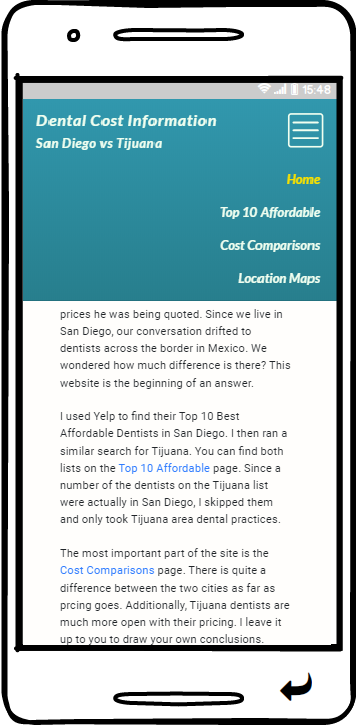 15:48
Dental Cost Information
San Diego vs Tijuana
Home
Top 10 Affordable
Cost Comparisons
Location Maps
prices he was being quoted. Since we live in
San Diego, our conversation drifted to
dentists across the border in Mexico. We
wondered how much difference is there? This
website is the beginning of an answer.
I used Yelp to find their Top 10 Best
Affordable Dentists in San Diego. I then ran a
similar search for Tijuana. You can find both
lists on the Top 10 Affordable page. Since a
number of the dentists on the Tijuana list
were actually in San Diego, I skipped them
and only took Tijuana area dental practices.
The most important part of the site is the
Cost Comparisons page. There is quite a
difference between the two cities as far as
prcing goes. Additionally, Tijuana dentists are
much more open with their pricing. I leave it
up to you to draw your own conclusions.